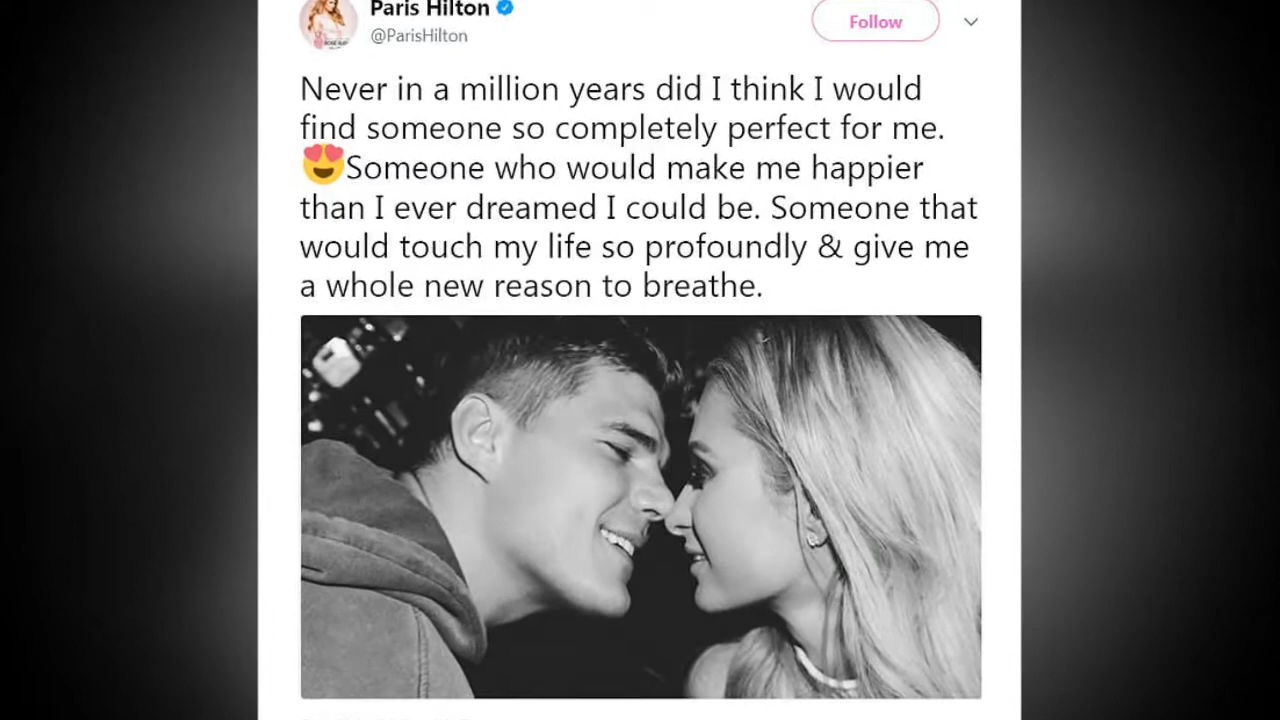 Paris Hilton
@ParisHilton
Follow
Never in a million years did I think I would
find someone so completely perfect for me.
😍Someone who would make me happier
than I ever dreamed I could be. Someone that
would touch my life so profoundly & give me
a whole new reason to breathe.